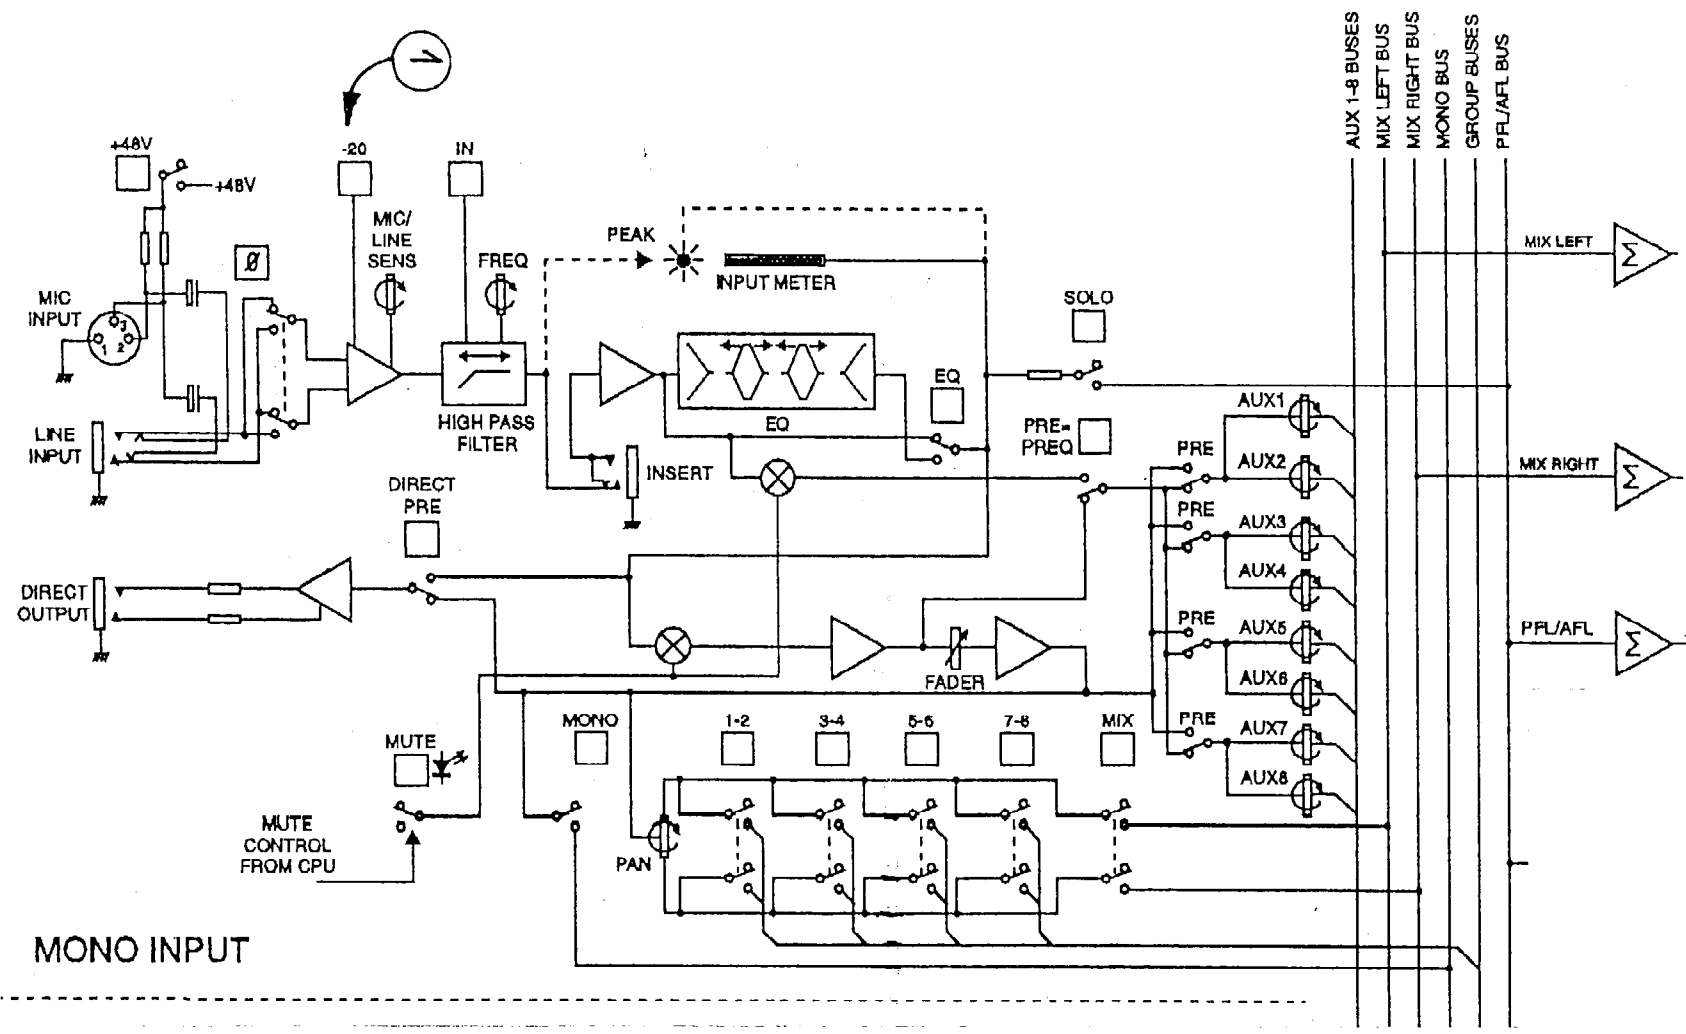 AUX 1-8 BUSES
MIX LEFT BUS
MIX RIGHT BUS
MONO BUS
GROUP BUSES
PFL/AFL BUS
+48V
+48V
-20
IN
MIC/
LINE
SENS
FREQ
PEAK
INPUT METER
MIX LEFT
Σ
Ø
MIC
INPUT
3
1
2
SOLO
HIGH PASS
FILTER
EQ
EQ
PRE=
PREQ
AUX1
LINE
INPUT
INSERT
PRE
AUX2
MIX RIGHT
Σ
DIRECT
PRE
PRE
AUX3
AUX4
DIRECT
OUTPUT
PRE
AUX5
PFL/AFL
Σ
FADER
AUX6
MONO
1-2
3-4
5-6
7-8
MIX
PRE
AUX7
MUTE
AUX8
MUTE
CONTROL
FROM CPU
PAN
MONO INPUT